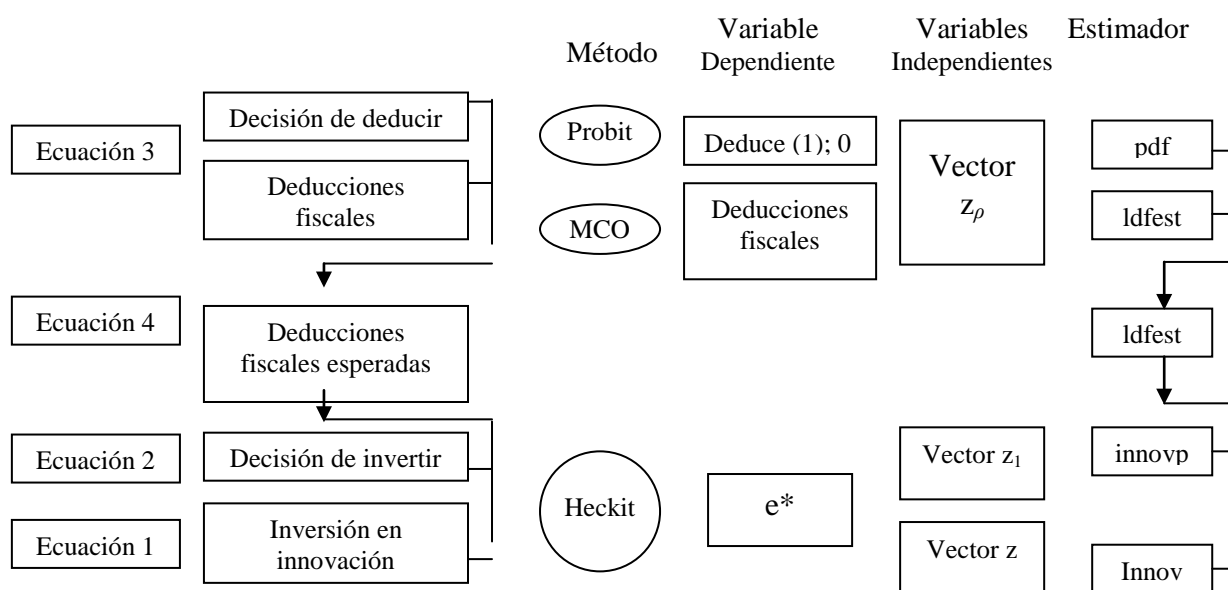 Método
Variable
Dependiente
Variables
Independientes
Estimador
Ecuación 3
Decisión de deducir
Probit
Deduce (1); 0
Vector
zρ
pdf
Deducciones
fiscales
MCO
Deducciones
fiscales
ldfest
Ecuación 4
Deducciones
fiscales esperadas
ldfest
Ecuación 2
Decisión de invertir
Heckit
e*
Vector z1
innovp
Ecuación 1
Inversión en
innovación
Vector z
Innov